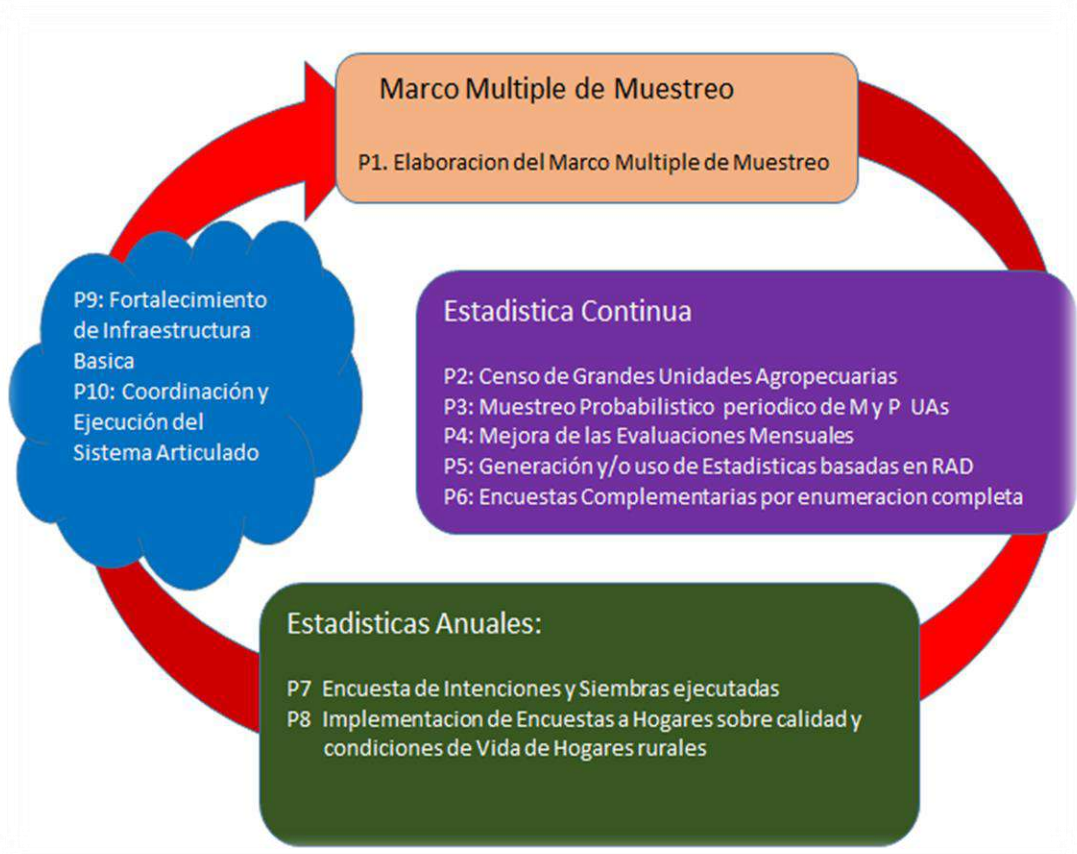 Marco Multiple de Muestreo
P1. Elaboracion del Marco Multiple de Muestreo
Estadistica Continua
P2: Censo de Grandes Unidades Agropecuarias
P3: Muestreo Probabilistico periodico de M y P UAs
P4: Mejora de las Evaluaciones Mensuales
P5: Generación y/o uso de Estadisticas basadas en RAD
P6: Encuestas Complementarias por enumeracion completa
Estadisticas Anuales:
P7 Encuesta de Intenciones y Siembras ejecutadas
P8 Implementacion de Encuestas a Hogares sobre calidad y
condiciones de Vida de Hogares rurales
P9: Fortalecimiento
de Infraestructura
Basica
P10: Coordinación y
Ejecución del
Sistema Articulado